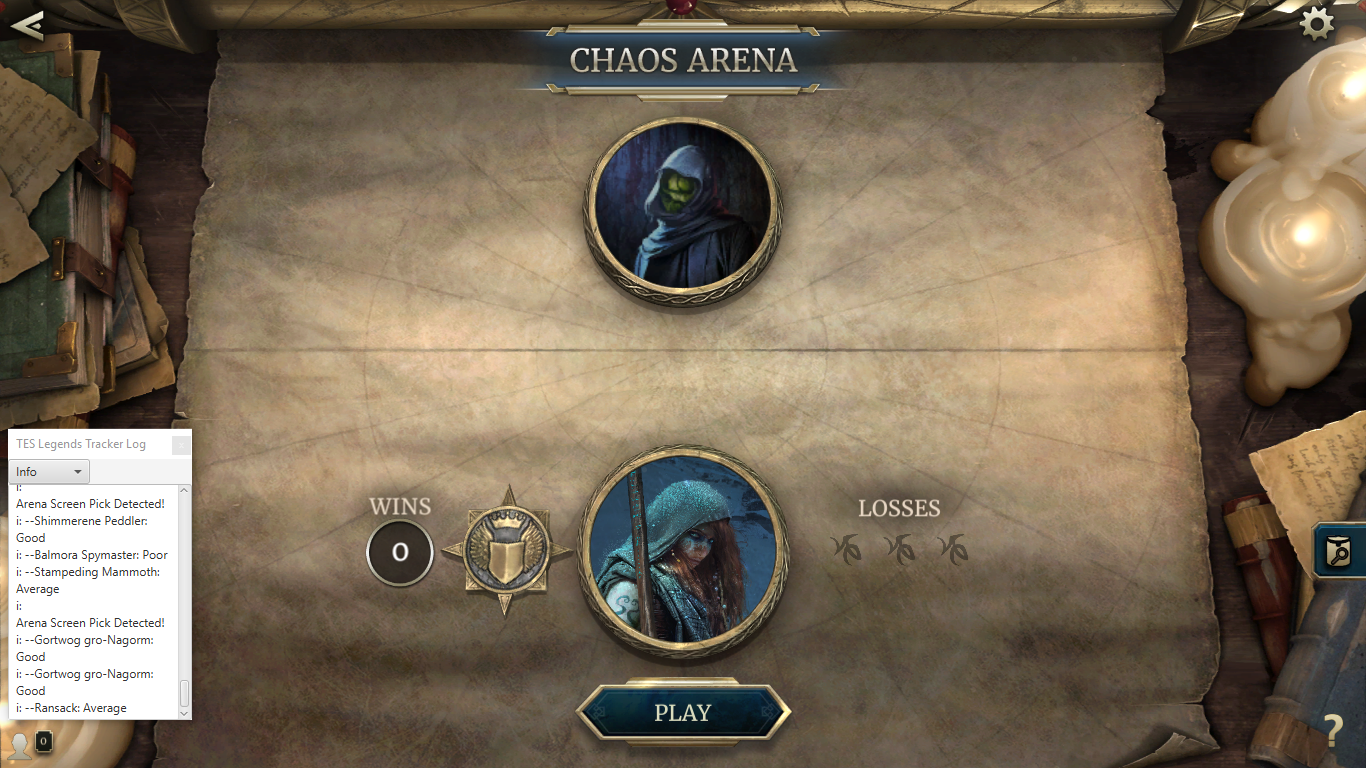 CHAOS ARENA
TES Legends Tracker Log
Info
i:
Arena Screen Pick Detected!
i: --Shimmerene Peddler:
Good
i: --Balmora Spymaster: Poor
i: --Stampeding Mammoth:
Average
i:
Arena Screen Pick Detected!
i: --Gortwog gro-Nagorm:
Good
i: --Gortwog gro-Nagorm:
Good
i: --Ransack: Average
0
WINS
0
LOSSES
PLAY
?